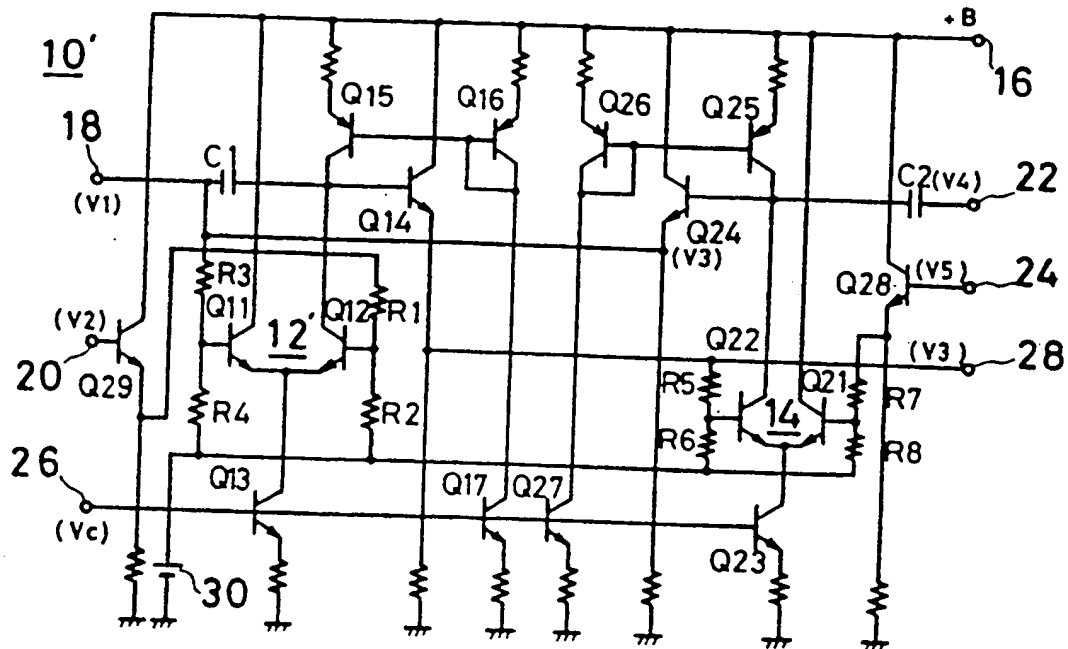 10'
+B
16
Q15
Q16
Q26
Q25
18
C1
(V1)
Q14
Q24
(V3)
C2
(V4)
22
R3
Q11
12'
Q12
R1
Q28
(V5)
24
(V2)
20
Q29
Q22
(V3)
28
R4
R2
R5
R6
14
Q21
R7
R8
26
(Vc)
Q13
Q17
Q27
Q23
30